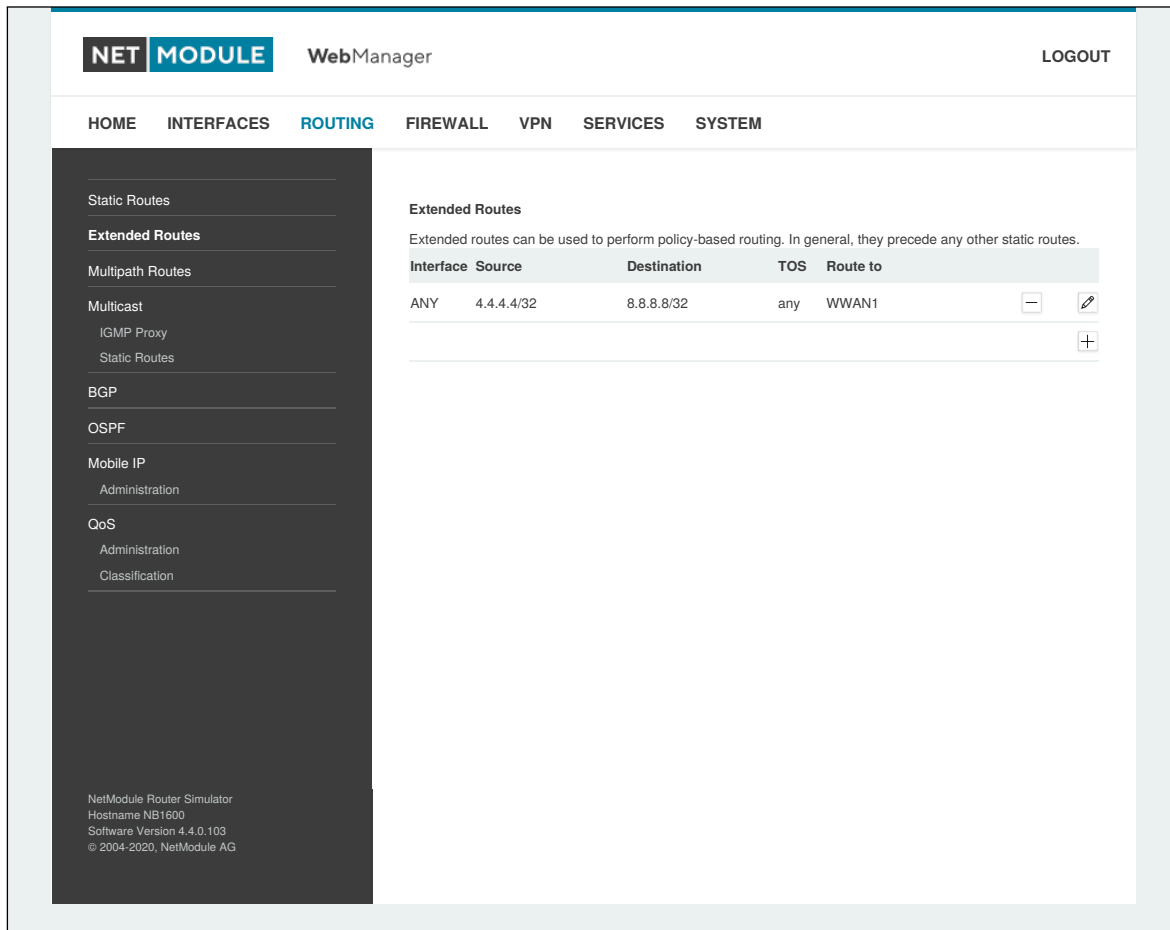 NET MODULE WebManager LOGOUT
HOME INTERFACES ROUTING FIREWALL VPN SERVICES SYSTEM
Static Routes
Extended Routes
Multipath Routes
Multicast
IGMP Proxy
Static Routes
BGP
OSPF
Mobile IP
Administration
QoS
Administration
Classification
NetModule Router Simulator
Hostname NB1600
Software Version 4.4.0.103
© 2004-2020, NetModule AG
Extended Routes
Extended routes can be used to perform policy-based routing. In general, they precede any other static routes.
Interface Source Destination TOS Route to
ANY 4.4.4.4/32 8.8.8.8/32 any WWAN1